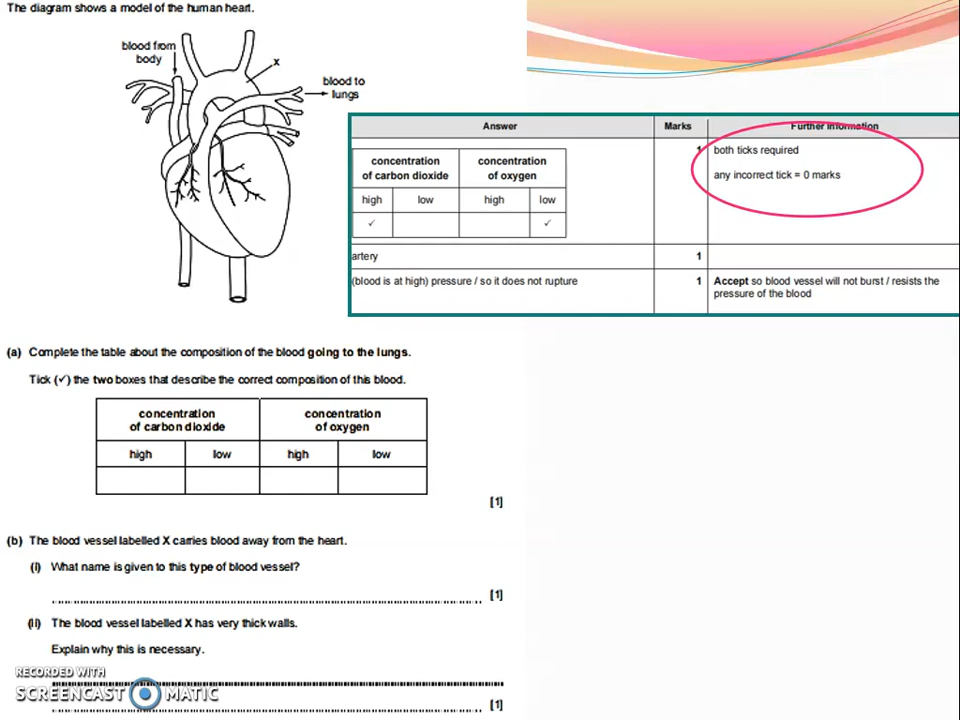 The diagram shows a model of the human heart.
blood from
body
X
blood to
lungs
Answer Marks Further information
concentration of carbon dioxide concentration of oxygen
high low high low
✓ ✓
1 both ticks required
any incorrect tick = 0 marks
artery 1
(blood is at high) pressure / so it does not rupture 1 Accept so blood vessel will not burst / resists the
pressure of the blood
(a) Complete the table about the composition of the blood going to the lungs.
Tick (✓) the two boxes that describe the correct composition of this blood.
concentration of carbon dioxide concentration of oxygen
high low high low
[1]
(b) The blood vessel labelled X carries blood away from the heart.
(i) What name is given to this type of blood vessel?
[1]
(ii) The blood vessel labelled X has very thick walls.
Explain why this is necessary.
[1]
RECORDED WITH
SCREENCAST MATIC